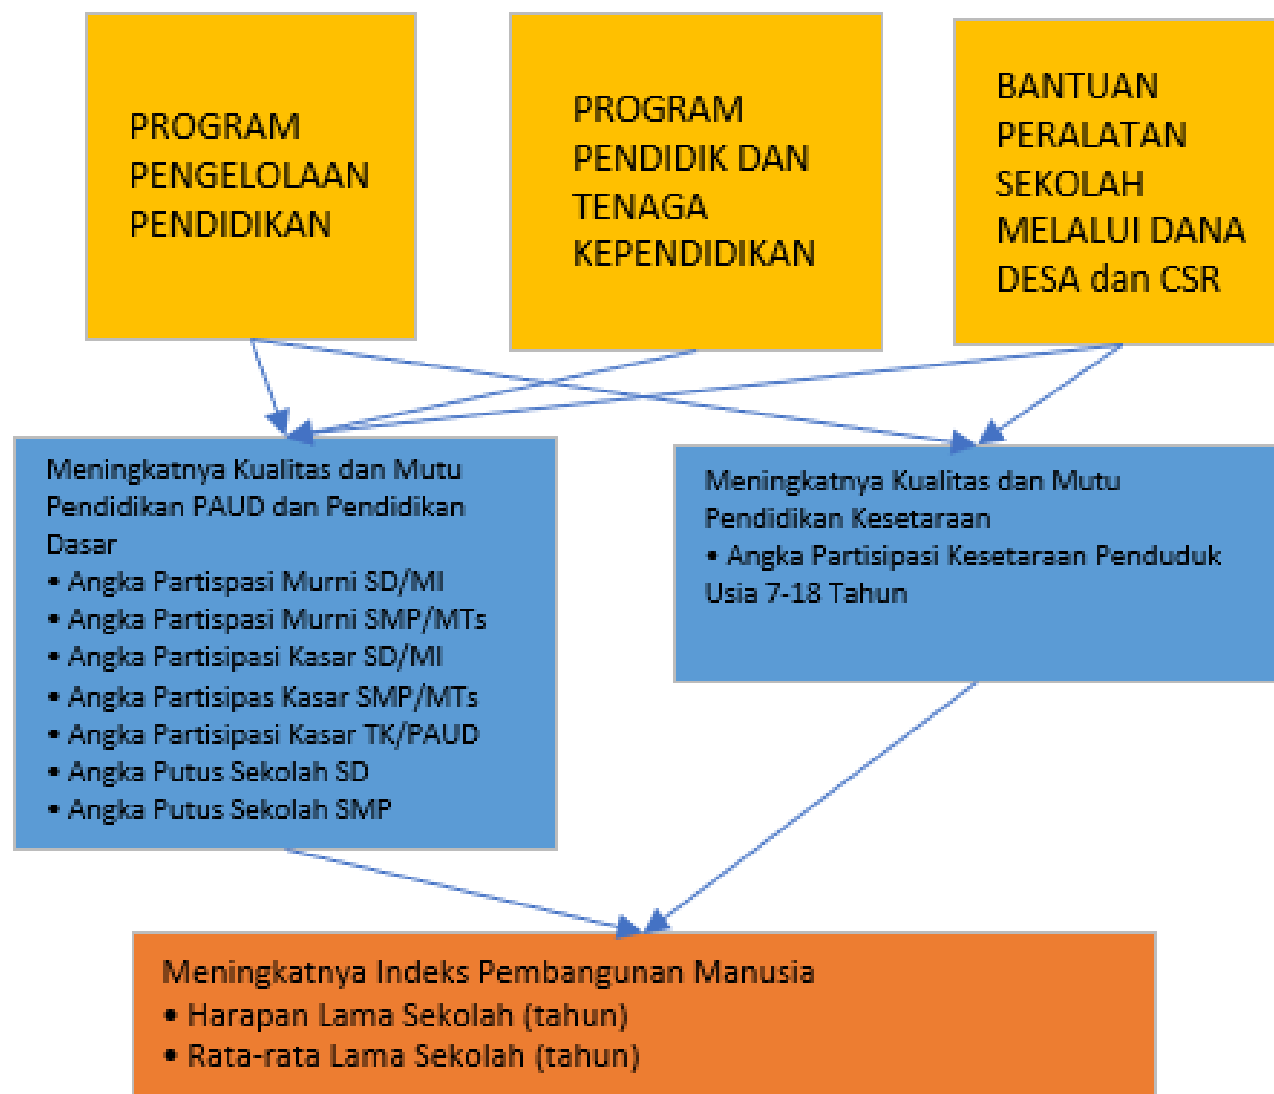 PROGRAM
PENGELOLAAN
PENDIDIKAN
PROGRAM
PENDIDIK DAN
TENAGA
KEPENDIDIKAN
BANTUAN
PERALATAN
SEKOLAH
MELALUI DANA
DESA dan CSR
Meningkatnya Kualitas dan Mutu
Pendidikan PAUD dan Pendidikan
Dasar
• Angka Partispasi Murni SD/MI
• Angka Partispasi Murni SMP/MTs
• Angka Partisipasi Kasar SD/MI
• Angka Partisipas Kasar SMP/MTs
• Angka Partisipasi Kasar TK/PAUD
• Angka Putus Sekolah SD
• Angka Putus Sekolah SMP
Meningkatnya Kualitas dan Mutu
Pendidikan Kesetaraan
• Angka Partisipasi Kesetaraan Penduduk
Usia 7-18 Tahun
Meningkatnya Indeks Pembangunan Manusia
• Harapan Lama Sekolah (tahun)
• Rata-rata Lama Sekolah (tahun)